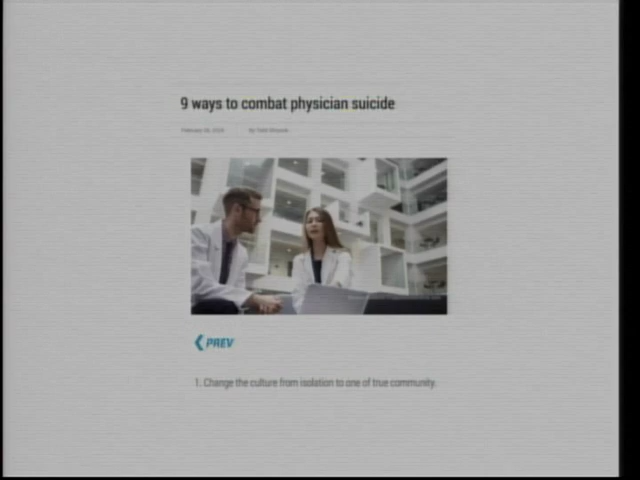 9 ways to combat physician suicide
PREV
1. Change the culture from isolation to one of true community.